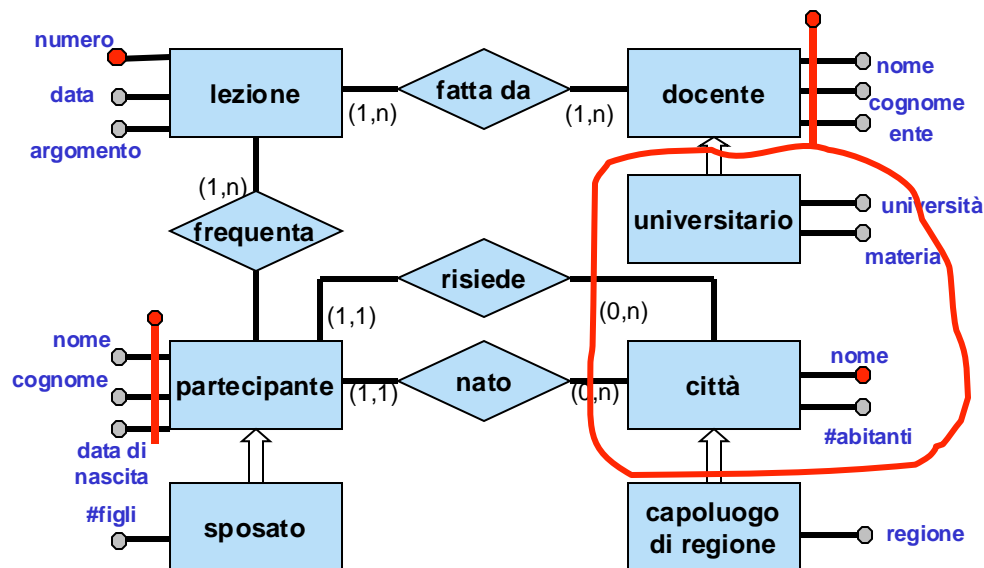 numero
data
argomento
lezione
(1,n)
fatta da
(1,n)
docente
nome
cognome
ente
(1,n)
frequenta
universitario
università
materia
risiede
(1,1)
(0,n)
nome
cognome
data di
nascita
partecipante
(1,1)
nato
(0,n)
città
nome
#abitanti
#figli
sposato
capoluogo
di regione
regione